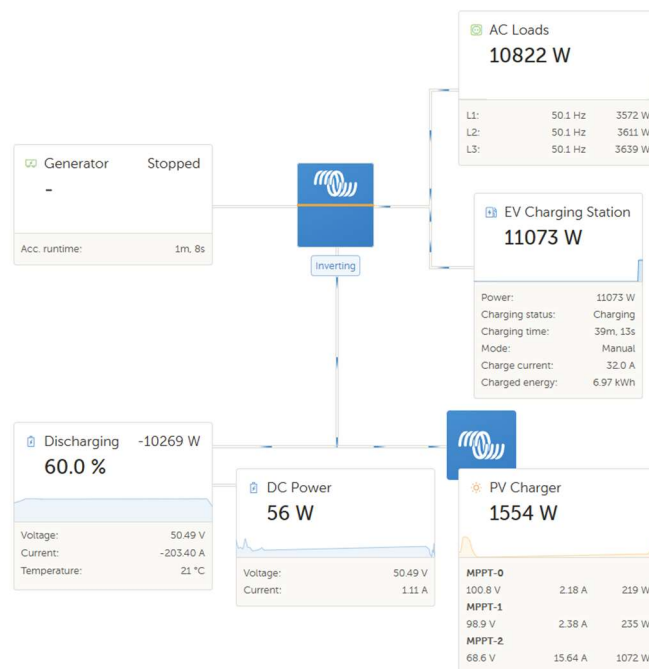 AC Loads
10822 W
L1: 50.1 Hz 3572 W
L2: 50.1 Hz 3611 W
L3: 50.1 Hz 3639 W
Generator Stopped
-
Acc. runtime: 1m, 8s
Inverting
EV Charging Station
11073 W
Power: 11073 W
Charging status: Charging
Charging time: 39m, 13s
Mode: Manual
Charge current: 32.0 A
Charged energy: 6.97 kWh
Discharging -10269 W
60.0 %
Voltage: 50.49 V
Current: -203.40 A
Temperature: 21 °C
DC Power
56 W
Voltage: 50.49 V
Current: 1.11 A
PV Charger
1554 W
MPPT-0
100.8 V 2.18 A 219 W
MPPT-1
98.9 V 2.38 A 235 W
MPPT-2
68.6 V 15.64 A 1072 W